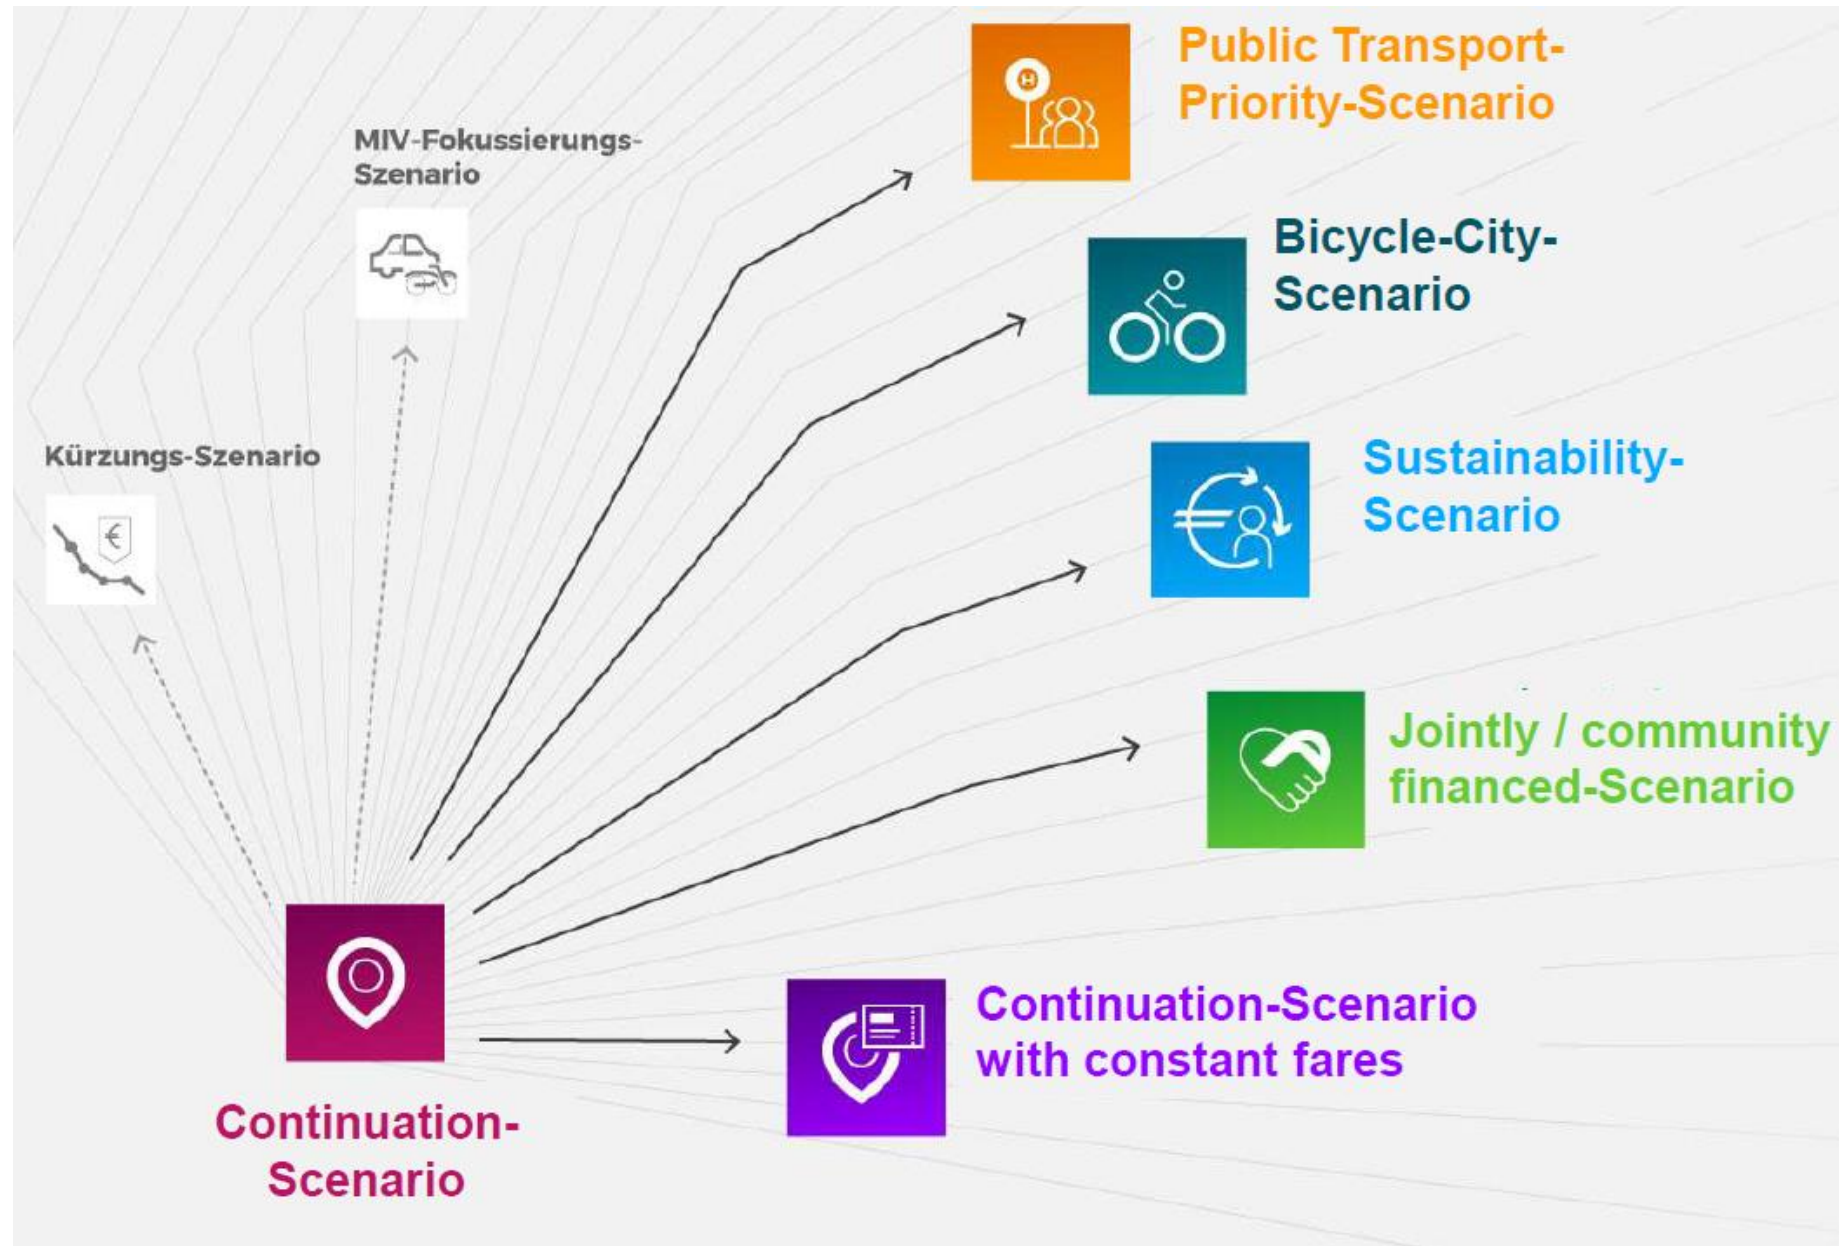 Public Transport-
Priority-Scenario
MIV-Fokussierungs-
Szenario
Bicycle-City-
Scenario
Kürzungs-Szenario
€
Sustainability-
Scenario
Jointly / community
financed-Scenario
Continuation-Scenario
with constant fares
Continuation-
Scenario
H